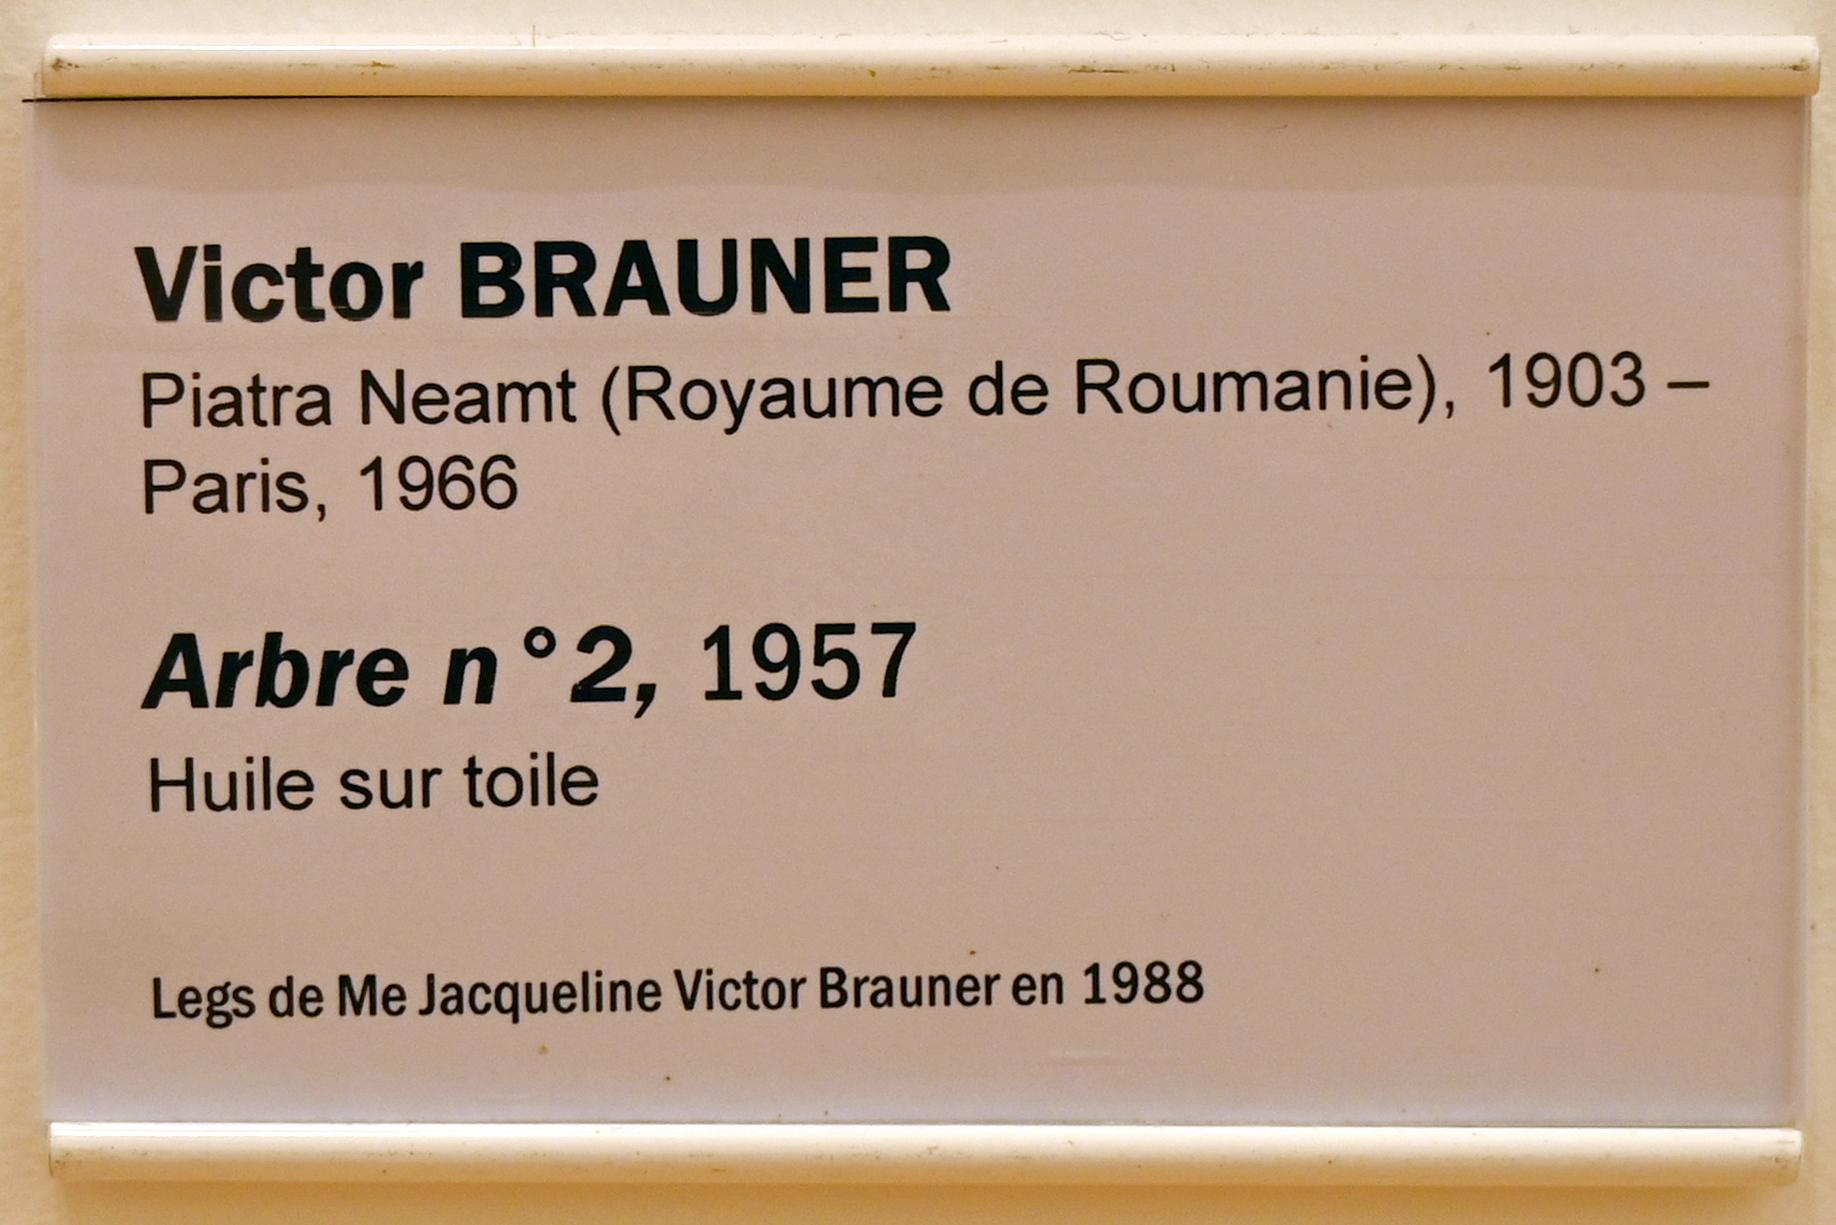 Victor BRAUNER
Piatra Neamt (Royaume de Roumanie), 1903 –
Paris, 1966
Arbre n°2, 1957
Huile sur toile
Legs de Me Jacqueline Victor Brauner en 1988